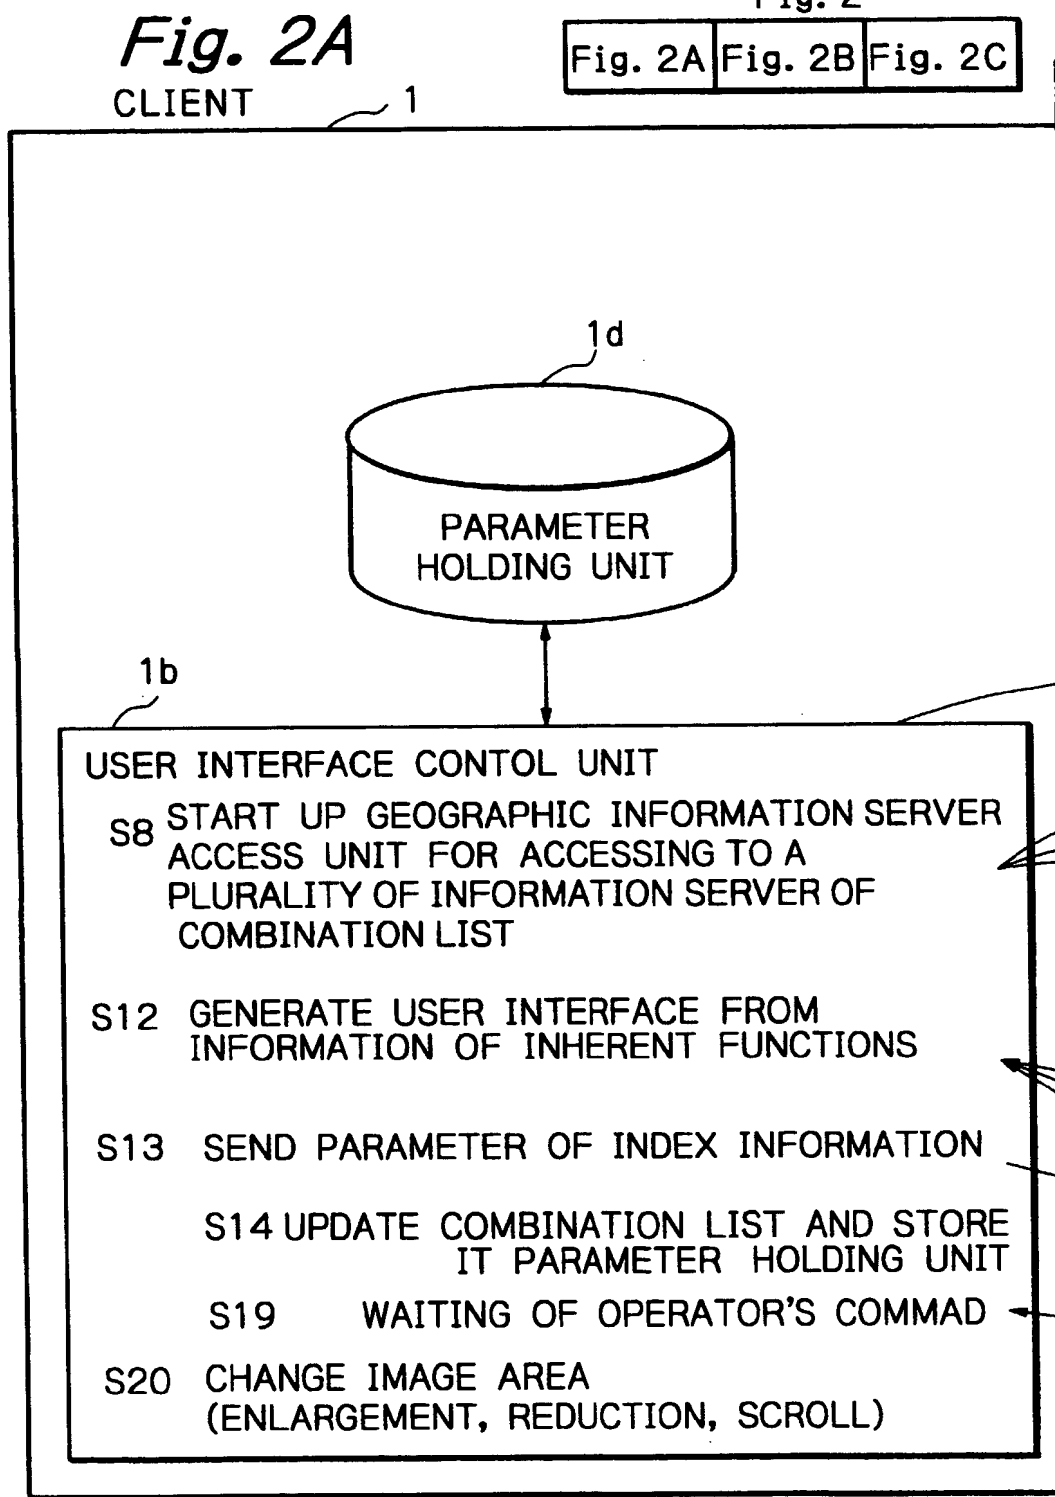 Fig. 2
Fig. 2A
Fig. 2A Fig. 2B Fig. 2C
CLIENT
1
1d
PARAMETER
HOLDING UNIT
1b
USER INTERFACE CONTOL UNIT
S8 START UP GEOGRAPHIC INFORMATION SERVER
ACCESS UNIT FOR ACCESSING TO A
PLURALITY OF INFORMATION SERVER OF
COMBINATION LIST
S12 GENERATE USER INTERFACE FROM
INFORMATION OF INHERENT FUNCTIONS
S13 SEND PARAMETER OF INDEX INFORMATION
S14 UPDATE COMBINATION LIST AND STORE
IT PARAMETER HOLDING UNIT
S19 WAITING OF OPERATOR'S COMMAD
S20 CHANGE IMAGE AREA
(ENLARGEMENT, REDUCTION, SCROLL)